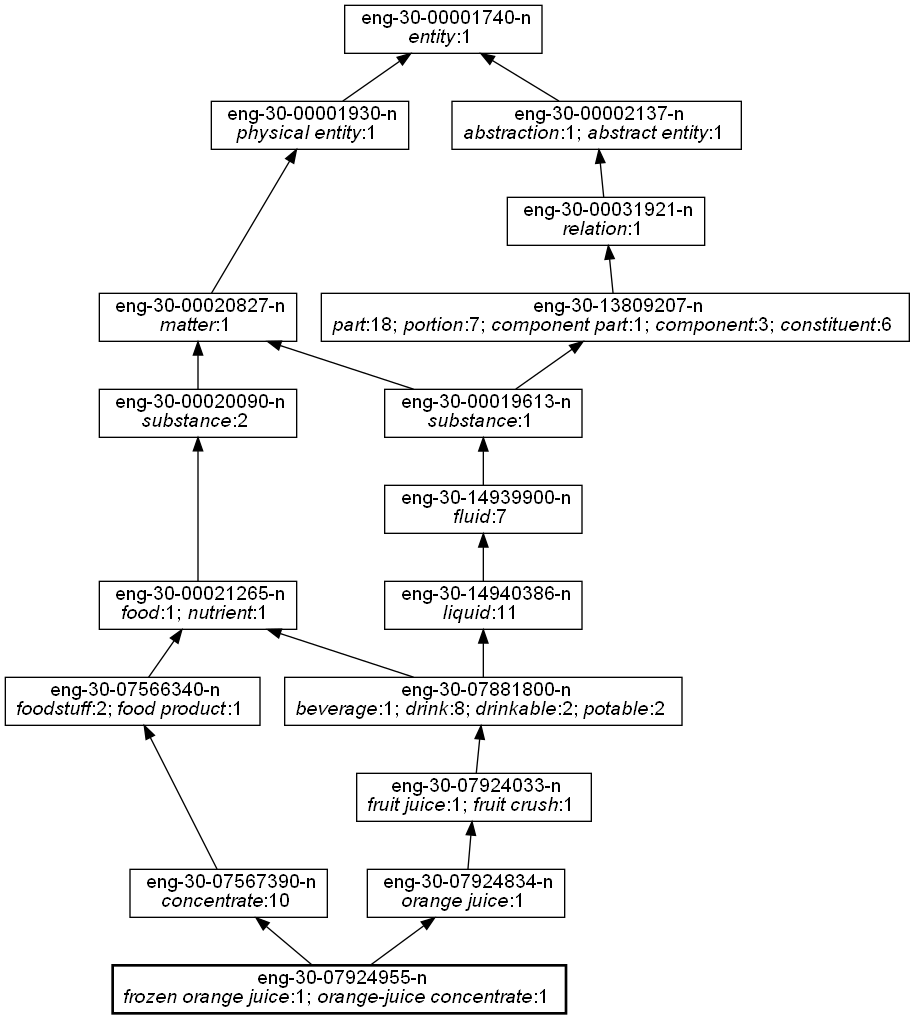 eng-30-00001740-n
entity:1
eng-30-00001930-n
physical entity:1
eng-30-00002137-n
abstraction:1; abstract entity:1
eng-30-00031921-n
relation:1
eng-30-00020827-n
matter:1
eng-30-13809207-n
part:18; portion:7; component part:1; component:3; constituent:6
eng-30-00020090-n
substance:2
eng-30-00019613-n
substance:1
eng-30-14939900-n
fluid:7
eng-30-00021265-n
food:1; nutrient:1
eng-30-14940386-n
liquid:11
eng-30-07566340-n
foodstuff:2; food product:1
eng-30-07881800-n
beverage:1; drink:8; drinkable:2; potable:2
eng-30-07924033-n
fruit juice:1; fruit crush:1
eng-30-07567390-n
concentrate:10
eng-30-07924834-n
orange juice:1
eng-30-07924955-n
frozen orange juice:1; orange-juice concentrate:1